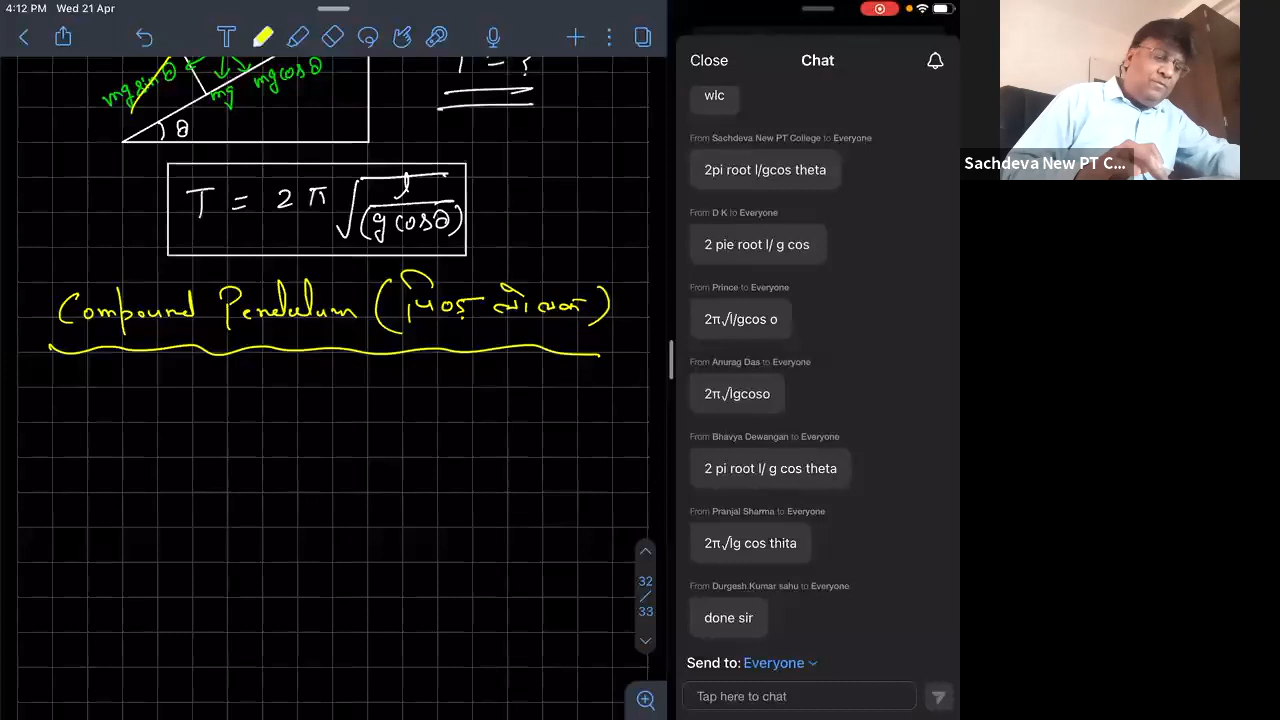 4:12 PM Wed 21 Apr
mg sin θ
mg
mg cos θ
θ
T = 2 π √ l / (g cos θ)
Compound Pendulum (पिण्ड लोलक)
32
33
Close
Chat
wlc
From Sachdeva New PT College to Everyone
2pi root l/gcos theta
From D K to Everyone
2 pie root l/ g cos
From Prince to Everyone
2π√l/gcos o
From Anurag Das to Everyone
2π√lgcoso
From Bhavya Dewangan to Everyone
2 pi root l/ g cos theta
From Pranjal Sharma to Everyone
2π√lg cos thita
From Durgesh Kumar sahu to Everyone
done sir
Send to: Everyone
Tap here to chat
Sachdeva New PT C...